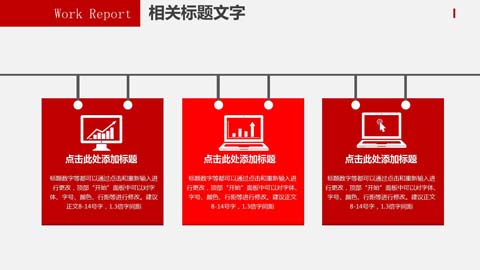 Work Report
相关标题文字
点击此处添加标题
标题数字等都可以通过点击和重新输入进
行更改，顶部“开始”面板中可以对字
体、字号、颜色、行距等进行修改。建议
正文8-14号字，1.3倍字间距
点击此处添加标题
标题数字等都可以通过点击和重新输入进
行更改，顶部“开始”面板中可以对字体、
字号、颜色、行距等进行修改。建议正文
8-14号字，1.3倍字间距
点击此处添加标题
标题数字等都可以通过点击和重新输入进
行更改，顶部“开始”面板中可以对字体、
字号、颜色、行距等进行修改。建议正文
8-14号字，1.3倍字间距